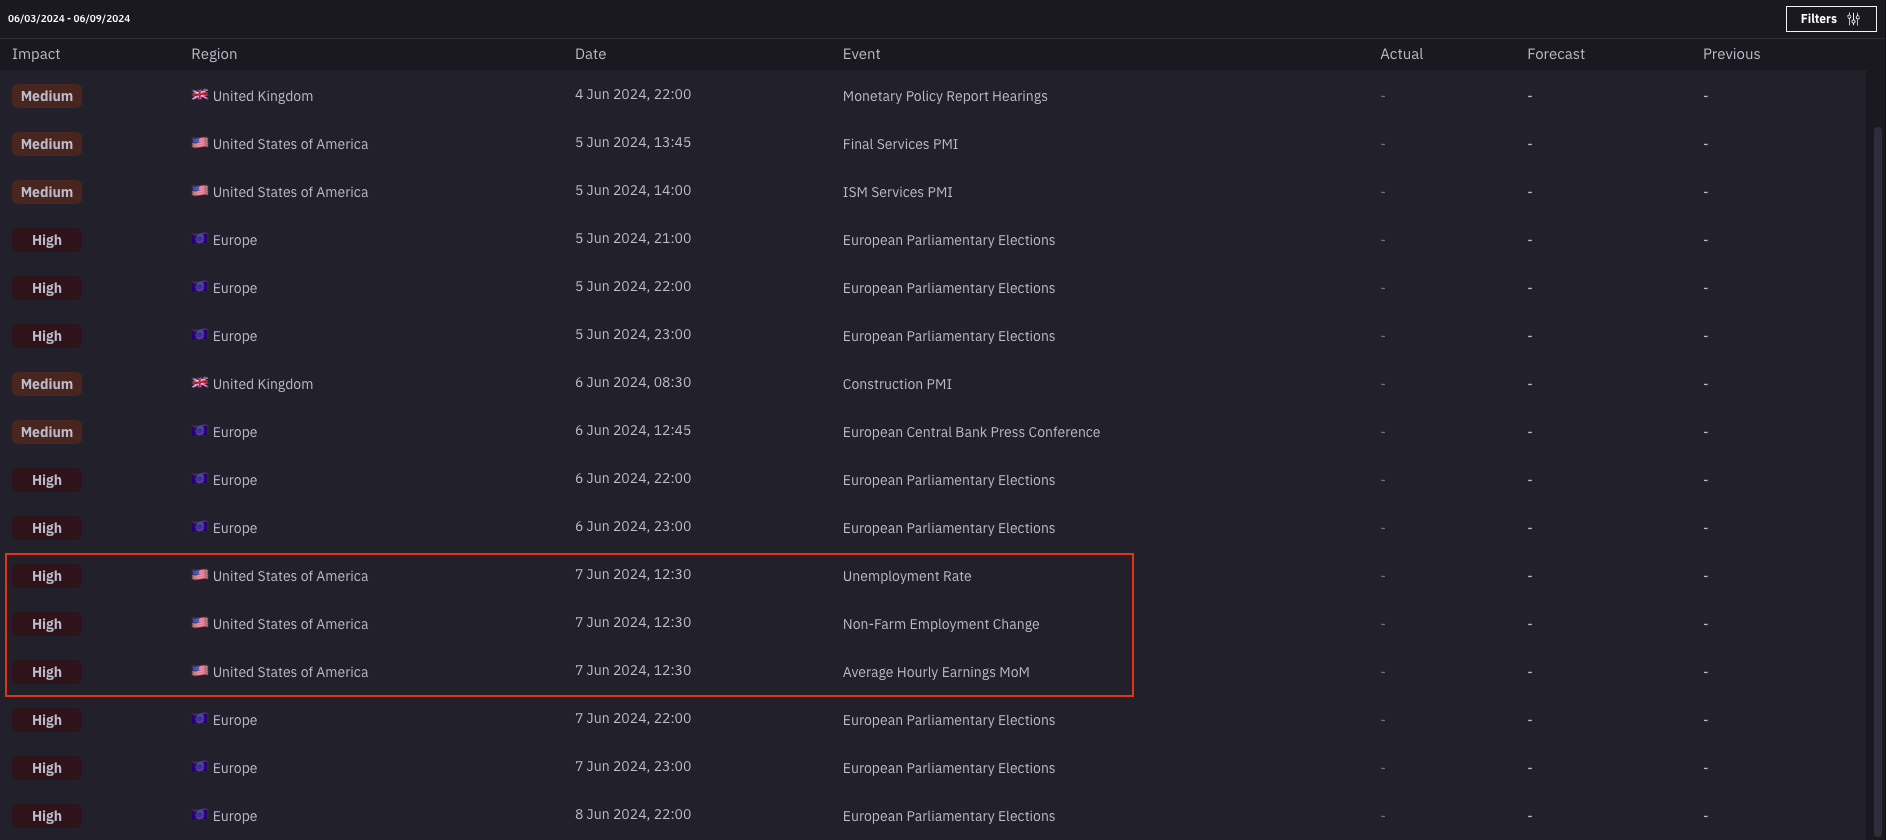 06/03/2024 - 06/09/2024 Filters
Impact Region Date Event Actual Forecast Previous
Medium United Kingdom 4 Jun 2024, 22:00 Monetary Policy Report Hearings - - -
Medium United States of America 5 Jun 2024, 13:45 Final Services PMI - - -
Medium United States of America 5 Jun 2024, 14:00 ISM Services PMI - - -
High Europe 5 Jun 2024, 21:00 European Parliamentary Elections - - -
High Europe 5 Jun 2024, 22:00 European Parliamentary Elections - - -
High Europe 5 Jun 2024, 23:00 European Parliamentary Elections - - -
Medium United Kingdom 6 Jun 2024, 08:30 Construction PMI - - -
Medium Europe 6 Jun 2024, 12:45 European Central Bank Press Conference - - -
High Europe 6 Jun 2024, 22:00 European Parliamentary Elections - - -
High Europe 6 Jun 2024, 23:00 European Parliamentary Elections - - -
High United States of America 7 Jun 2024, 12:30 Unemployment Rate - - -
High United States of America 7 Jun 2024, 12:30 Non-Farm Employment Change - - -
High United States of America 7 Jun 2024, 12:30 Average Hourly Earnings MoM - - -
High Europe 7 Jun 2024, 22:00 European Parliamentary Elections - - -
High Europe 7 Jun 2024, 23:00 European Parliamentary Elections - - -
High Europe 8 Jun 2024, 22:00 European Parliamentary Elections - - -